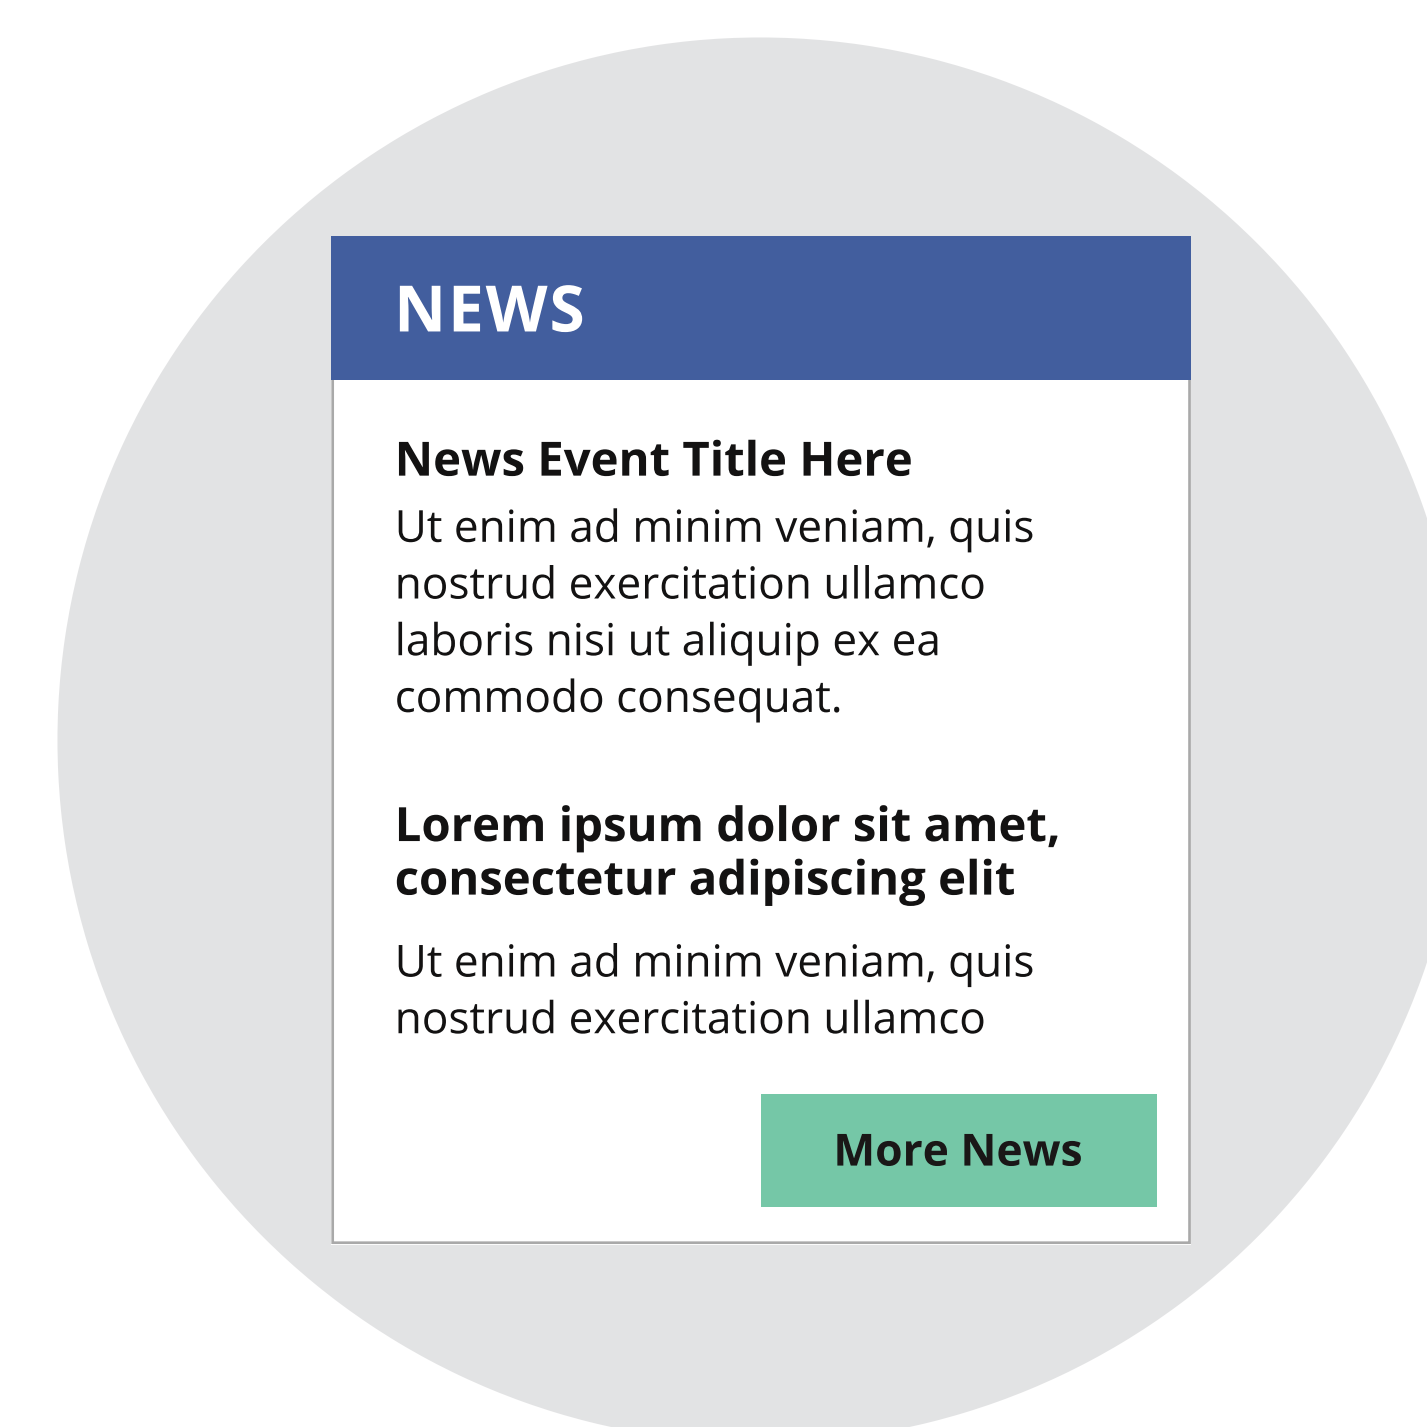 NEWS
News Event Title Here
Ut enim ad minim veniam, quis
nostrud exercitation ullamco
laboris nisi ut aliquip ex ea
commodo consequat.
Lorem ipsum dolor sit amet,
consectetur adipiscing elit
Ut enim ad minim veniam, quis
nostrud exercitation ullamco
More News